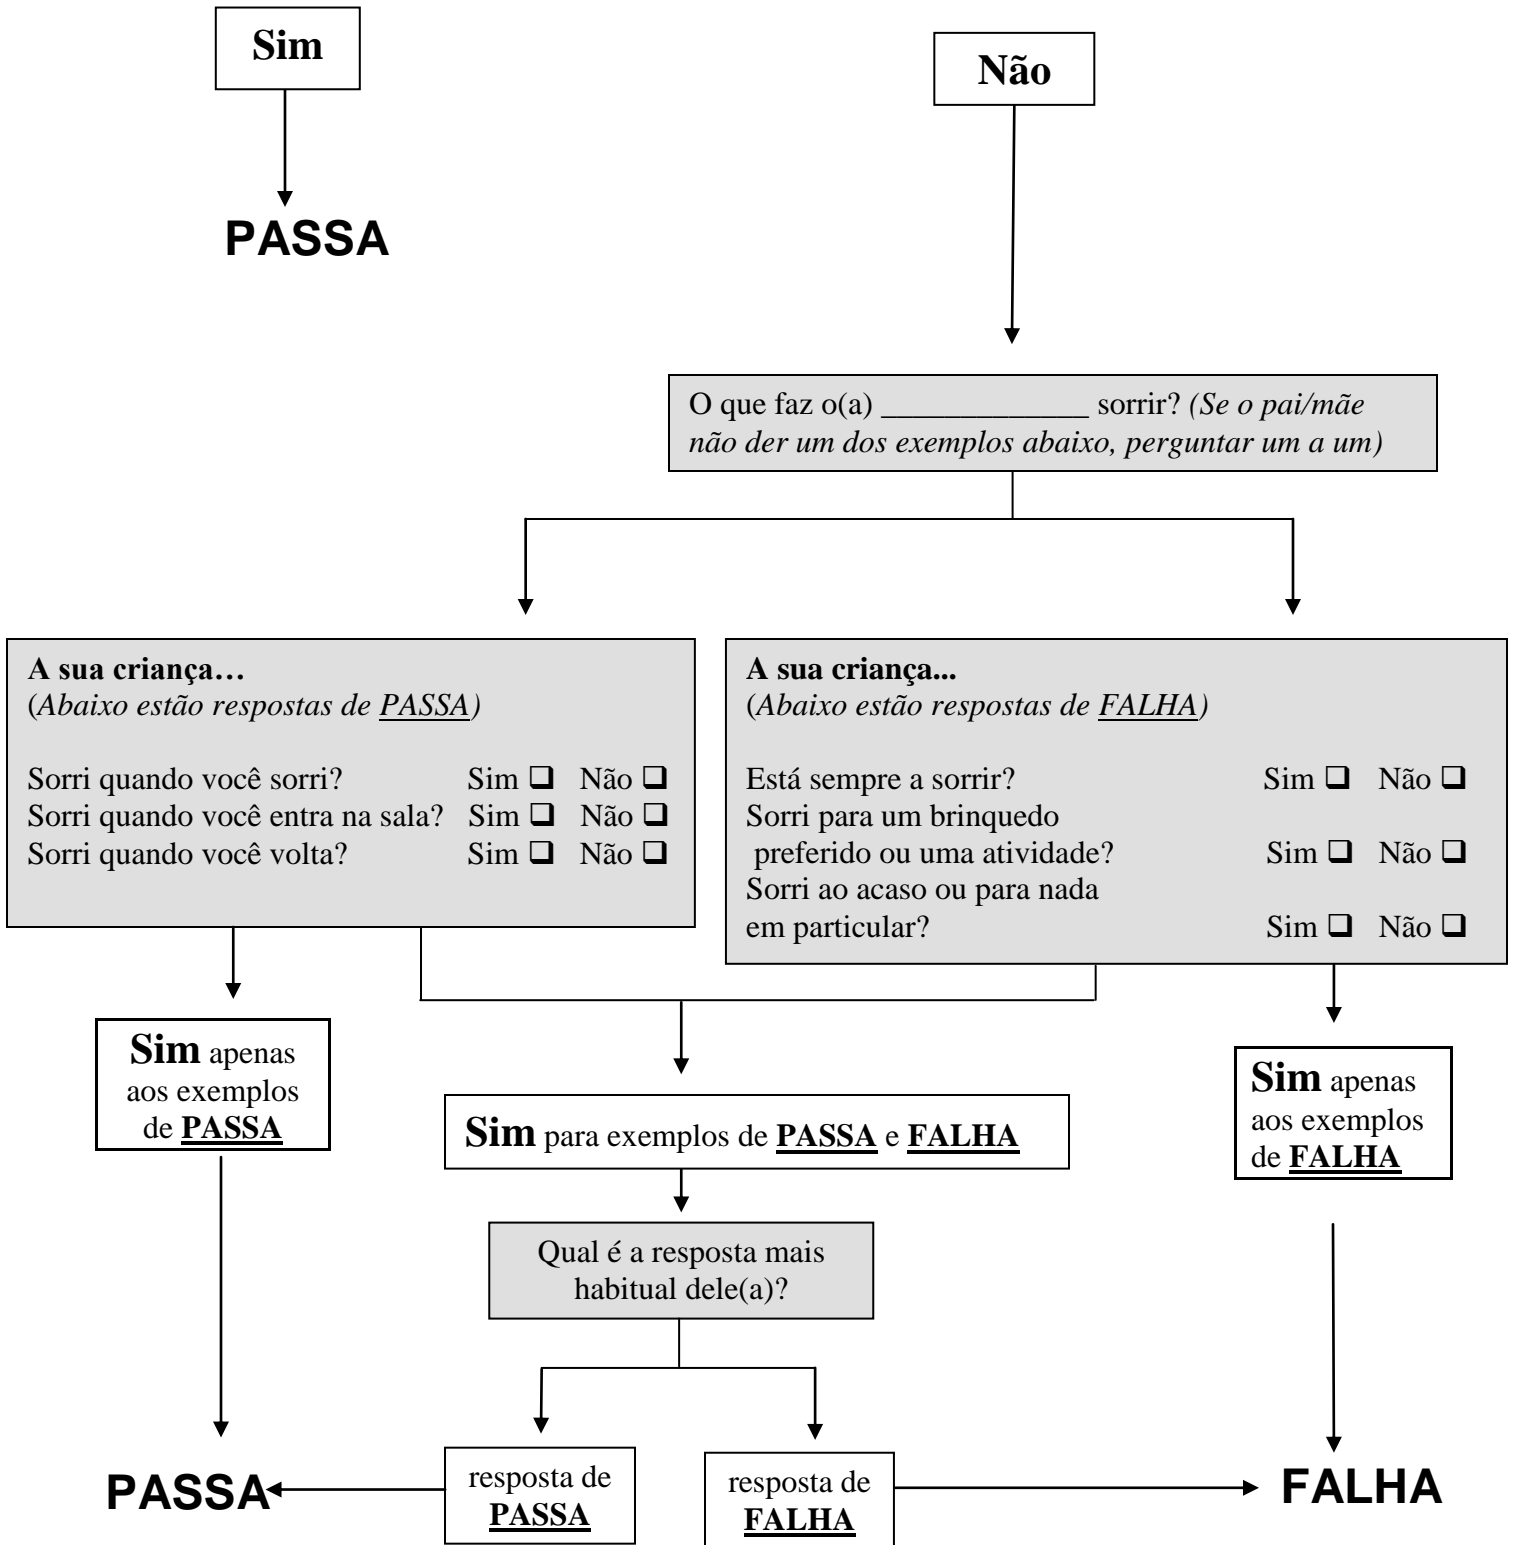 Sim
Não
PASSA
O que faz o(a) _____________ sorrir? (Se o pai/mãe
não der um dos exemplos abaixo, perguntar um a um)
A sua criança…
(Abaixo estão respostas de PASSA)
Sorri quando você sorri? Sim ❑ Não ❑
Sorri quando você entra na sala? Sim ❑ Não ❑
Sorri quando você volta? Sim ❑ Não ❑
A sua criança...
(Abaixo estão respostas de FALHA)
Está sempre a sorrir? Sim ❑ Não ❑
Sorri para um brinquedo
preferido ou uma atividade? Sim ❑ Não ❑
Sorri ao acaso ou para nada
em particular? Sim ❑ Não ❑
Sim apenas
aos exemplos
de PASSA
Sim para exemplos de PASSA e FALHA
Sim apenas
aos exemplos
de FALHA
Qual é a resposta mais
habitual dele(a)?
PASSA
resposta de
PASSA
resposta de
FALHA
FALHA